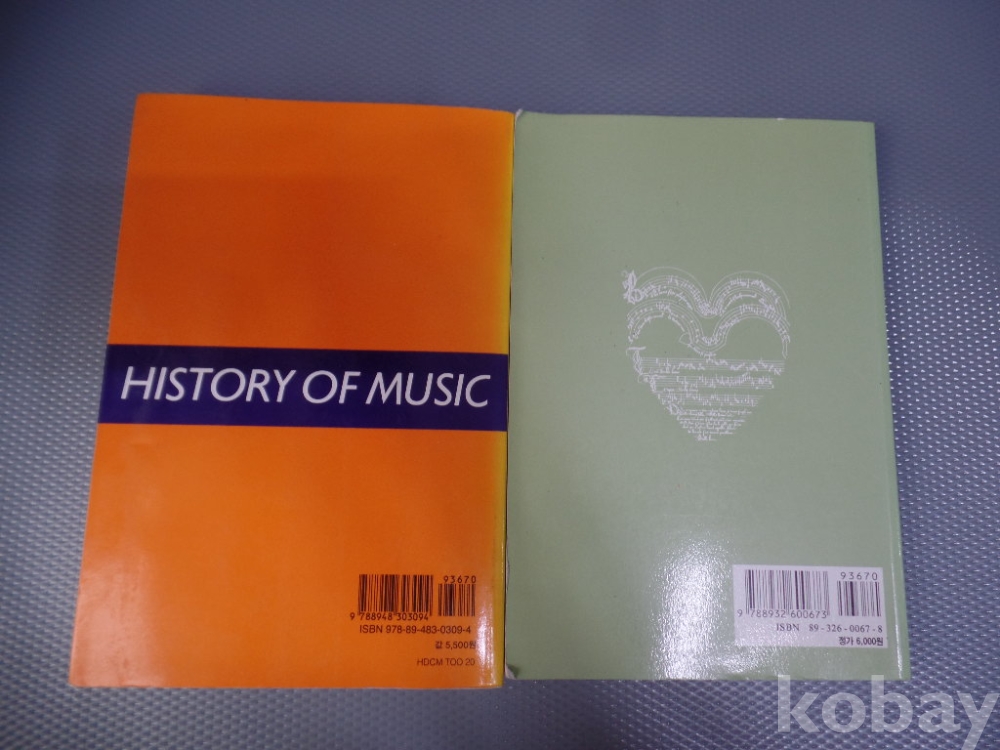 HISTORY OF MUSIC
93670
9 788948 303094
ISBN 978-89-483-0309-4
값 5,500원
HDCM TOO 20
93670
9 788932 600673
ISBN 89-326-0067-8
정가 6,000원
kobay